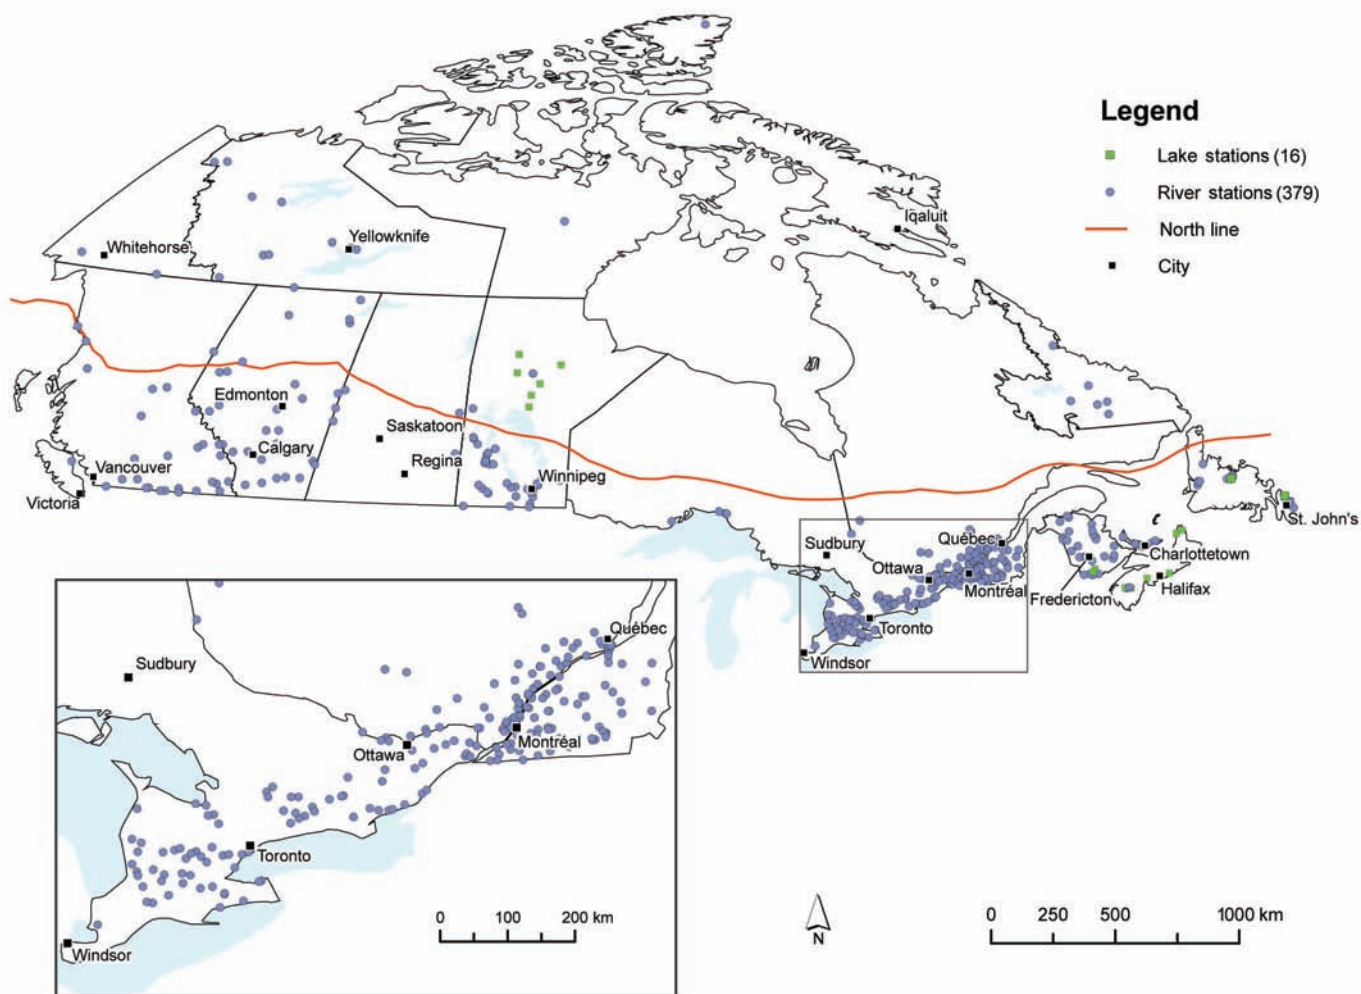 Legend
Lake stations (16)
River stations (379)
North line
City
Iqaluit
Yellowknife
Whitehorse
Edmonton
Saskatoon
Calgary
Regina
Vancouver
Winnipeg
Victoria
St. John's
Québec
Sudbury
Charlottetown
Ottawa
Montréal
Fredericton
Halifax
Toronto
Windsor
Québec
Sudbury
Ottawa
Montréal
Toronto
Windsor
0 100 200 km
N
0 250 500 1000 km